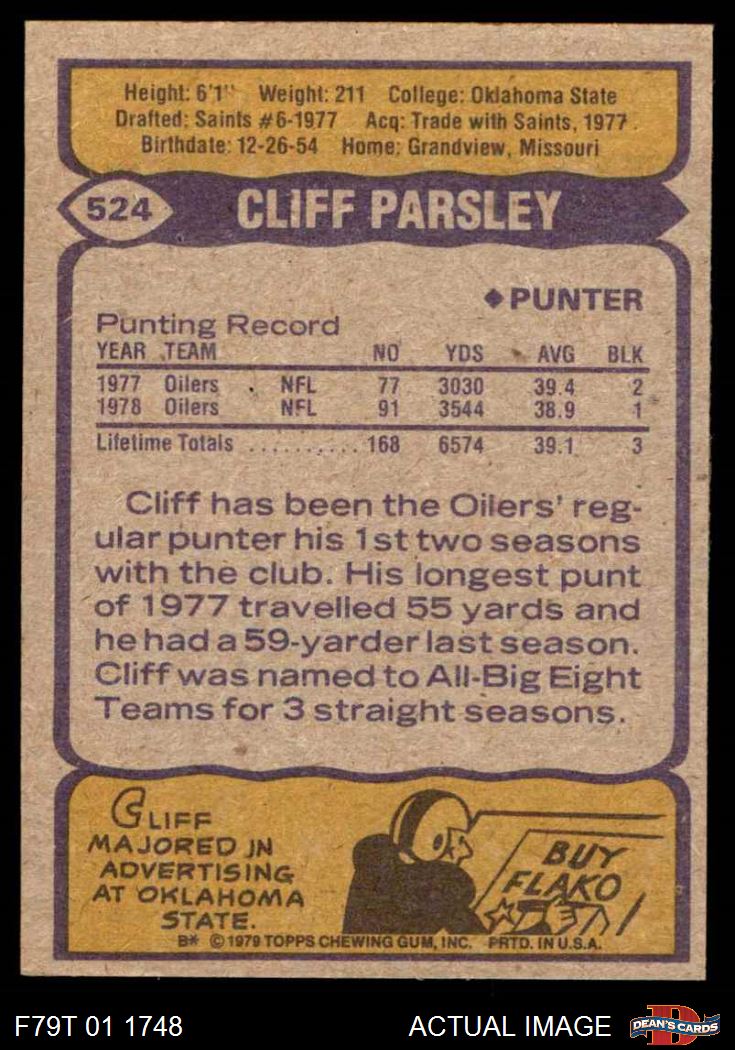 Height: 6'1" Weight: 211 College: Oklahoma State
Drafted: Saints #6-1977 Acq: Trade with Saints, 1977
Birthdate: 12-26-54 Home: Grandview, Missouri
524 CLIFF PARSLEY
◆PUNTER
Punting Record
YEAR TEAM NO YDS AVG BLK
1977 Oilers NFL 77 3030 39.4 2
1978 Oilers NFL 91 3544 38.9 1
Lifetime Totals .......... 168 6574 39.1 3
Cliff has been the Oilers' reg-
ular punter his 1st two seasons
with the club. His longest punt
of 1977 travelled 55 yards and
he had a 59-yarder last season.
Cliff was named to All-Big Eight
Teams for 3 straight seasons.
CLIFF
MAJORED IN
ADVERTISING
AT OKLAHOMA
STATE.
BUY
FLAKO
B* © 1979 TOPPS CHEWING GUM, INC. PRTD. IN U.S.A.
F79T 01 1748 ACTUAL IMAGE
D
DEAN'S CARDS